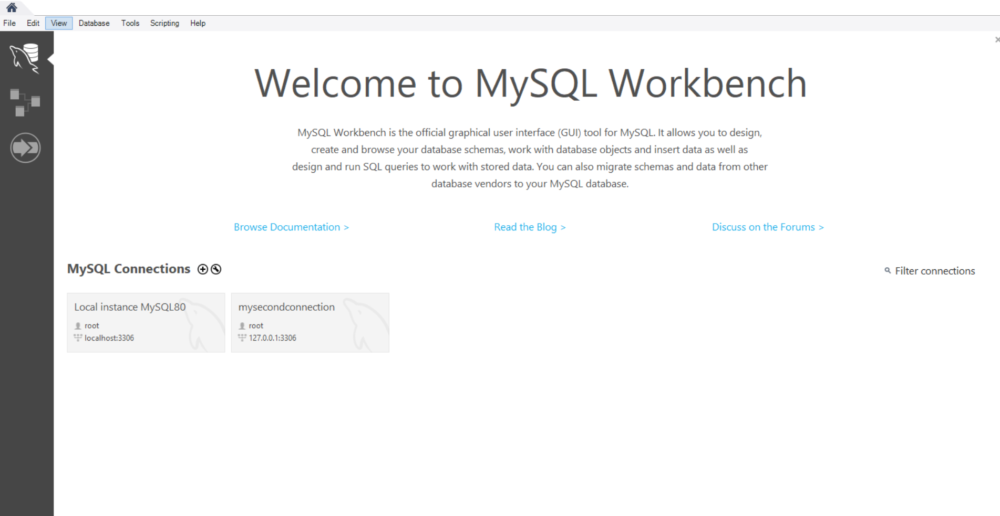 File Edit View Database Tools Scripting Help
Welcome to MySQL Workbench
MySQL Workbench is the official graphical user interface (GUI) tool for MySQL. It allows you to design,
create and browse your database schemas, work with database objects and insert data as well as
design and run SQL queries to work with stored data. You can also migrate schemas and data from other
database vendors to your MySQL database.
Browse Documentation > Read the Blog > Discuss on the Forums >
MySQL Connections
Filter connections
Local instance MySQL80
root
localhost:3306
mysecondconnection
root
127.0.0.1:3306